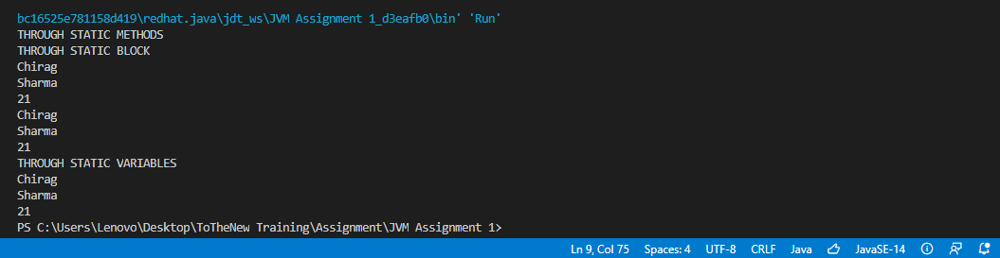 bc16525e781158d419\redhat.java\jdt_ws\JVM Assignment 1_d3eafb0\bin' 'Run'
THROUGH STATIC METHODS
THROUGH STATIC BLOCK
Chirag
Sharma
21
Chirag
Sharma
21
THROUGH STATIC VARIABLES
Chirag
Sharma
21
PS C:\Users\Lenovo\Desktop\ToTheNew Training\Assignment\JVM Assignment 1>
Ln 9, Col 75 Spaces: 4 UTF-8 CRLF Java JavaSE-14